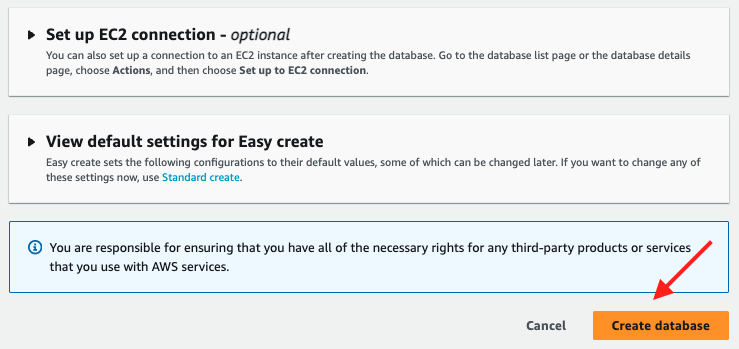 Set up EC2 connection - optional
You can also set up a connection to an EC2 instance after creating the database. Go to the database list page or the database details
page, choose Actions, and then choose Set up to EC2 connection.
View default settings for Easy create
Easy create sets the following configurations to their default values, some of which can be changed later. If you want to change any of
these settings now, use Standard create.
You are responsible for ensuring that you have all of the necessary rights for any third-party products or services
that you use with AWS services.
Cancel
Create database